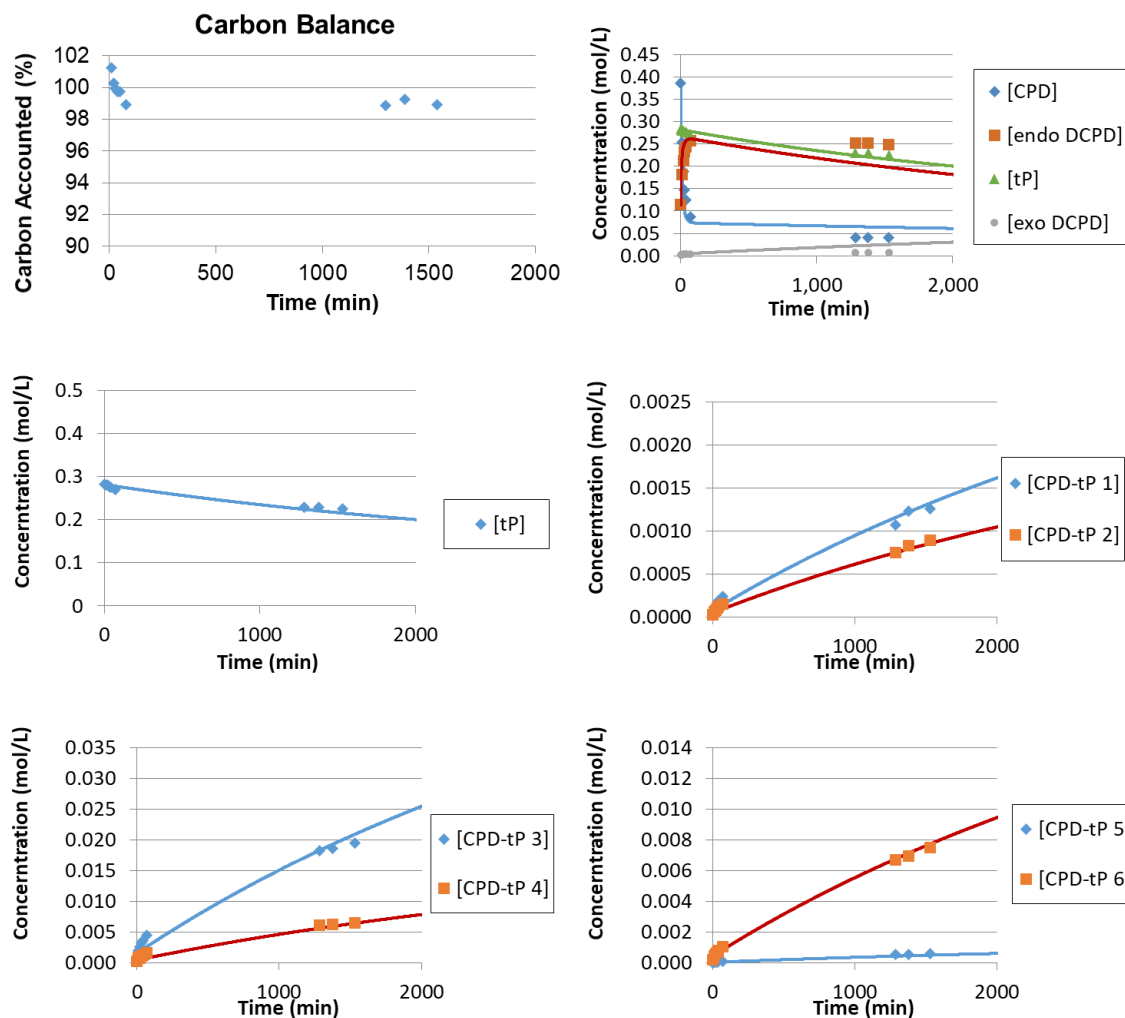 Carbon Balance
Carbon Accounted (%)
102
100
98
96
94
92
90
0
500
1000
1500
2000
Time (min)
Concerntration (mol/L)
0.45
0.40
0.35
0.30
0.25
0.20
0.15
0.10
0.05
0.00
0
1,000
2,000
Time (min)
[CPD]
[endo DCPD]
[tP]
[exo DCPD]
Concerntration (mol/L)
0.5
0.4
0.3
0.2
0.1
0
0
1000
2000
Time (min)
[tP]
Concerntration (mol/L)
0.0025
0.0020
0.0015
0.0010
0.0005
0.0000
0
1000
2000
Time (min)
[CPD-tP 1]
[CPD-tP 2]
Concerntration (mol/L)
0.035
0.030
0.025
0.020
0.015
0.010
0.005
0.000
0
1000
2000
Time (min)
[CPD-tP 3]
[CPD-tP 4]
Concerntration (mol/L)
0.014
0.012
0.010
0.008
0.006
0.004
0.002
0.000
0
1000
2000
Time (min)
[CPD-tP 5]
[CPD-tP 6]